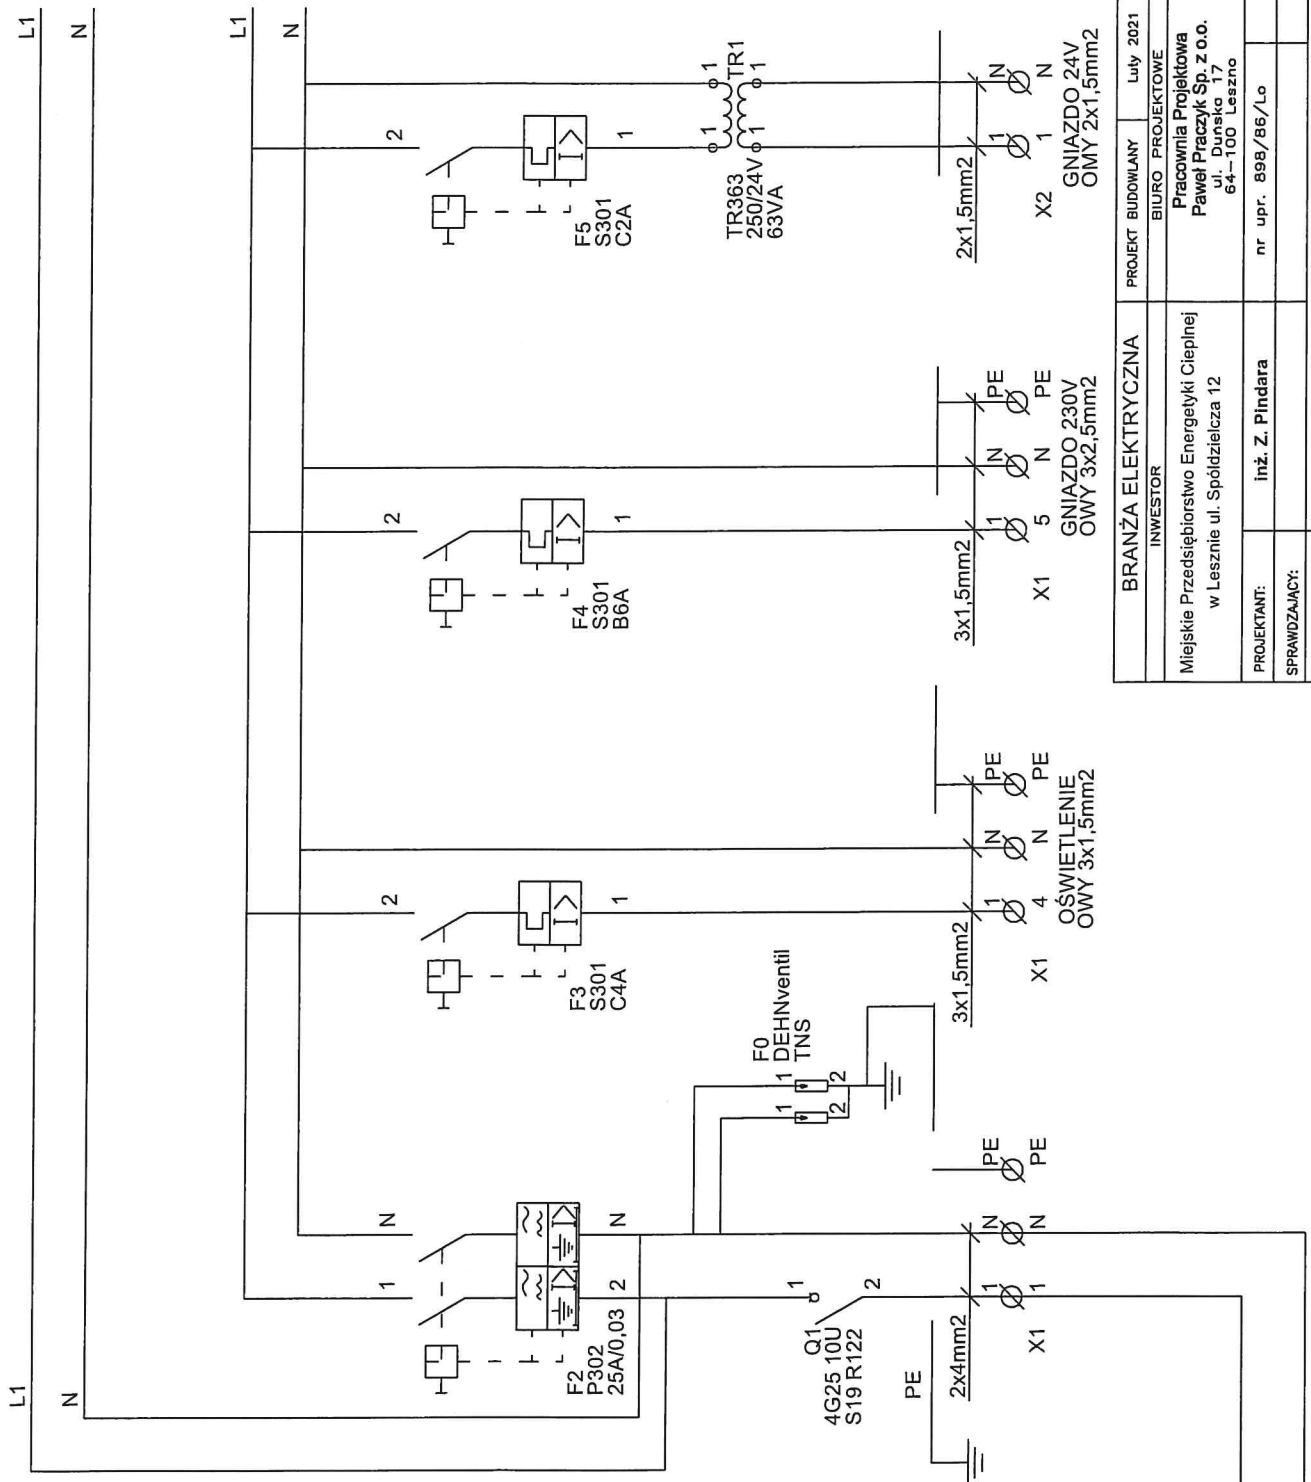 L1
N
L1
N
L1
N
L1
N
1
N
F2
P302
25A/0,03
2
N
Q1
4G25 10U
S19 R122
1
2
PE
2x4mm2
X1
1
1
N
N
PE
PE
F0
DEHNventil
TNS
1
1
2
2
2
F3
S301
C4A
1
3x1,5mm2
X1
1
4
N
N
PE
PE
OŚWIETLENIE
OWY 3x1,5mm2
2
F4
S301
B6A
1
3x1,5mm2
X1
1
5
N
N
PE
PE
GNIAZDO 230V
OWY 3x2,5mm2
2
F5
S301
C2A
1
TR363
250/24V
63VA
1
1
1
1
TR1
2x1,5mm2
X2
1
1
N
N
GNIAZDO 24V
OMY 2x1,5mm2
BRANŻA ELEKTRYCZNA
PROJEKT BUDOWLANY
Luty 2021
INWESTOR
BIURO PROJEKTOWE
Miejskie Przedsiębiorstwo Energetyki Cieplnej
w Lesznie ul. Spółdzielcza 12
Pracownia Projektowa
Paweł Praczyk Sp. z o.o.
ul. Duńska 17
64-100 Leszno
PROJEKTANT:
inż. Z. Pindara
nr upr. 898/86/Lo
SPRAWDZAJĄCY: